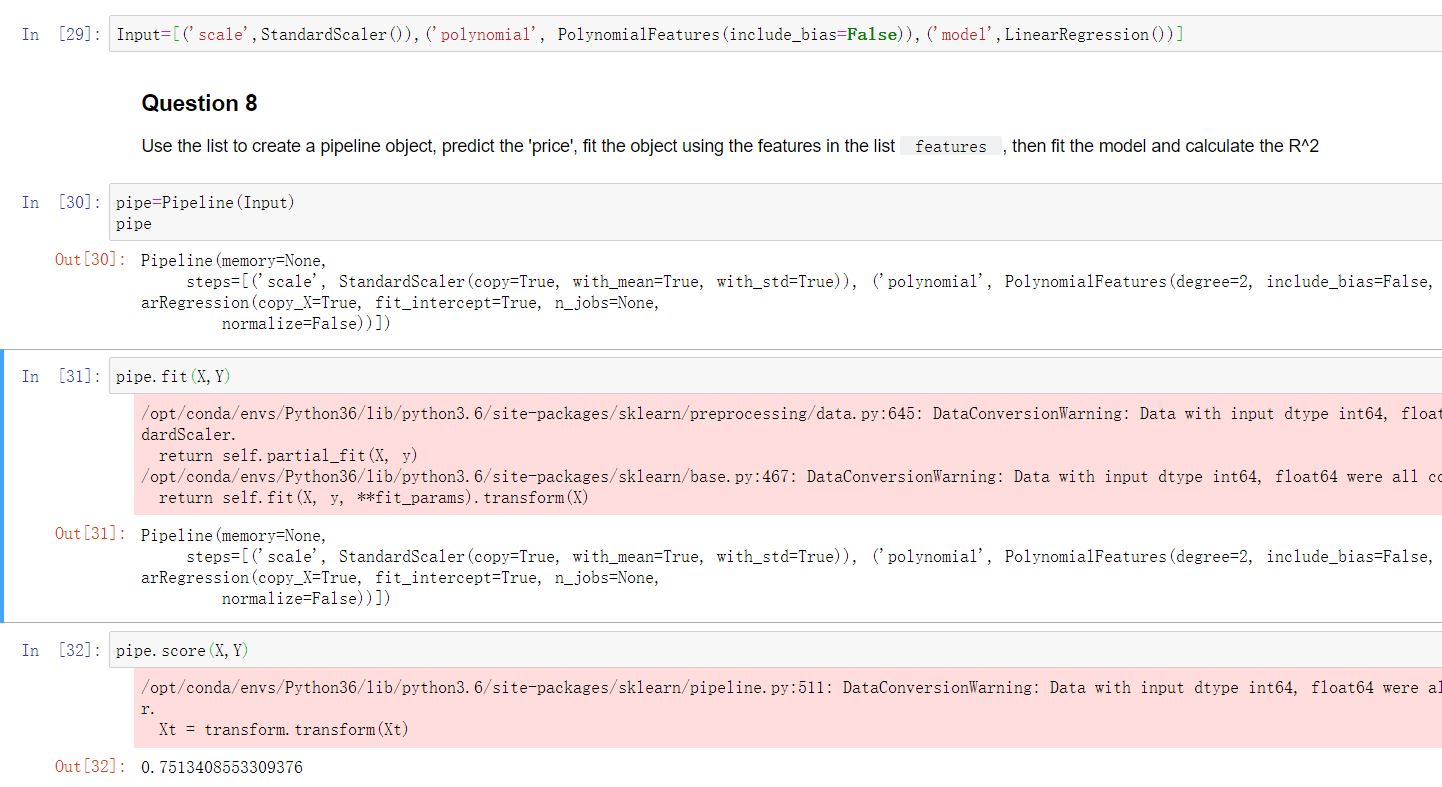 In [29]: Input=[('scale',StandardScaler()),('polynomial', PolynomialFeatures(include_bias=False)),('model',LinearRegression())]
Question 8
Use the list to create a pipeline object, predict the 'price', fit the object using the features in the list features , then fit the model and calculate the R^2
In [30]: pipe=Pipeline(Input)
pipe
Out[30]: Pipeline(memory=None,
steps=[('scale', StandardScaler(copy=True, with_mean=True, with_std=True)), ('polynomial', PolynomialFeatures(degree=2, include_bias=False,
arRegression(copy_X=True, fit_intercept=True, n_jobs=None,
normalize=False))])
In [31]: pipe.fit(X,Y)
/opt/conda/envs/Python36/lib/python3.6/site-packages/sklearn/preprocessing/data.py:645: DataConversionWarning: Data with input dtype int64, float
dardScaler.
return self.partial_fit(X, y)
/opt/conda/envs/Python36/lib/python3.6/site-packages/sklearn/base.py:467: DataConversionWarning: Data with input dtype int64, float64 were all co
return self.fit(X, y, **fit_params).transform(X)
Out[31]: Pipeline(memory=None,
steps=[('scale', StandardScaler(copy=True, with_mean=True, with_std=True)), ('polynomial', PolynomialFeatures(degree=2, include_bias=False,
arRegression(copy_X=True, fit_intercept=True, n_jobs=None,
normalize=False))])
In [32]: pipe.score(X,Y)
/opt/conda/envs/Python36/lib/python3.6/site-packages/sklearn/pipeline.py:511: DataConversionWarning: Data with input dtype int64, float64 were al
r.
Xt = transform.transform(Xt)
Out[32]: 0.7513408553309376